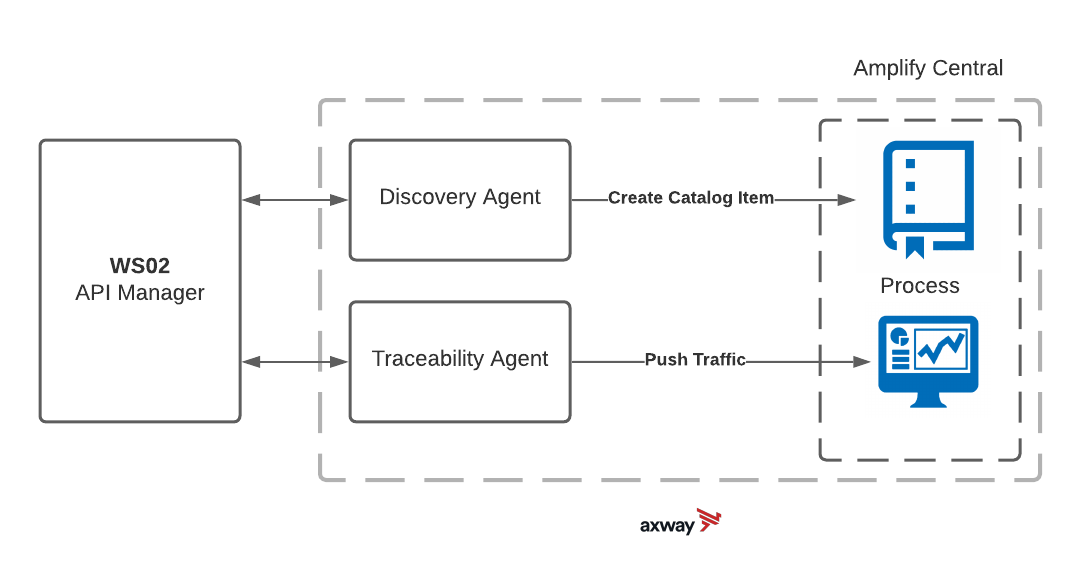 Amplify Central
Discovery Agent
Create Catalog Item
WS02
API Manager
Process
Traceability Agent
Push Traffic
axway